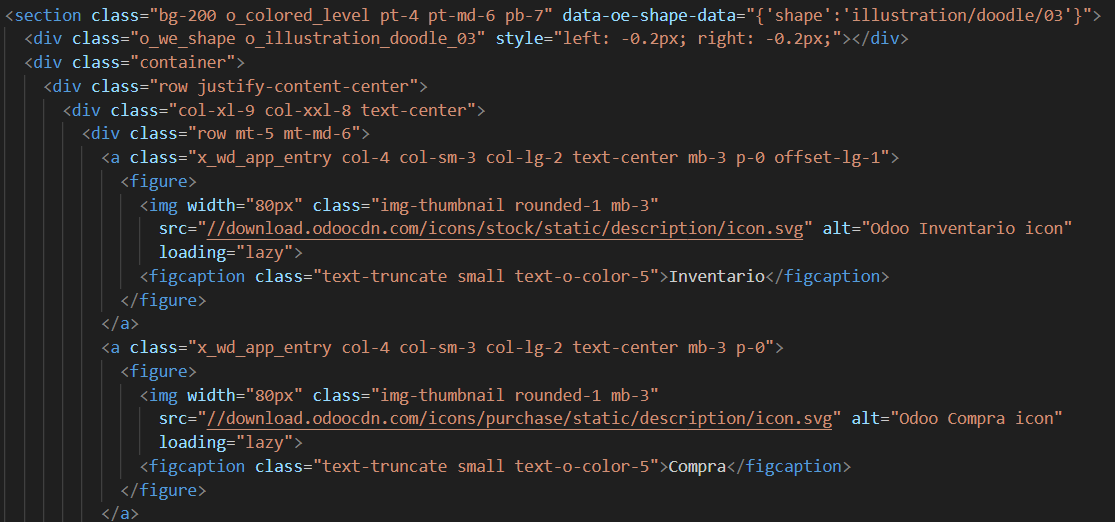 <section class="bg-200 o_colored_level pt-4 pt-md-6 pb-7" data-oe-shape-data="{'shape':'illustration/doodle/03'}">
<div class="o_we_shape o_illustration_doodle_03" style="left: -0.2px; right: -0.2px;"></div>
<div class="container">
<div class="row justify-content-center">
<div class="col-xl-9 col-xxl-8 text-center">
<div class="row mt-5 mt-md-6">
<a class="x_wd_app_entry col-4 col-sm-3 col-lg-2 text-center mb-3 p-0 offset-lg-1">
<figure>
<img width="80px" class="img-thumbnail rounded-1 mb-3"
src="//download.odoocdn.com/icons/stock/static/description/icon.svg" alt="Odoo Inventario icon"
loading="lazy">
<figcaption class="text-truncate small text-o-color-5">Inventario</figcaption>
</figure>
</a>
<a class="x_wd_app_entry col-4 col-sm-3 col-lg-2 text-center mb-3 p-0">
<figure>
<img width="80px" class="img-thumbnail rounded-1 mb-3"
src="//download.odoocdn.com/icons/purchase/static/description/icon.svg" alt="Odoo Compra icon"
loading="lazy">
<figcaption class="text-truncate small text-o-color-5">Compra</figcaption>
</figure>
</a>